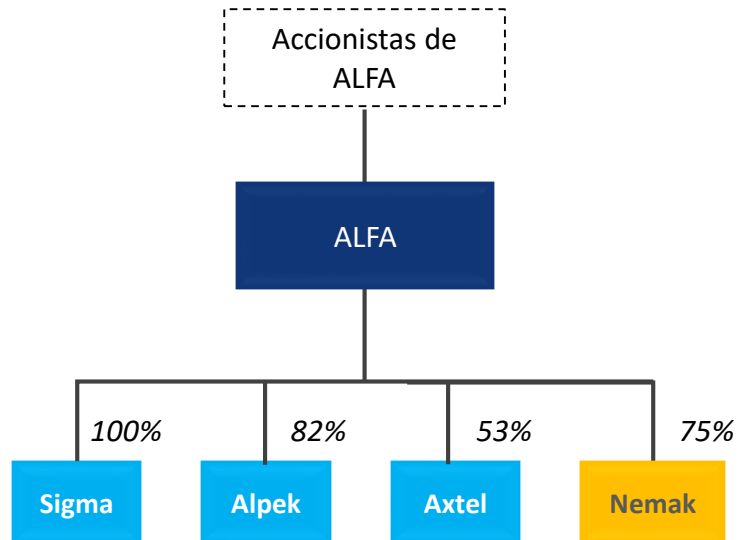 Accionistas de
ALFA
ALFA
100%
82%
53%
75%
Sigma
Alpek
Axtel
Nemak